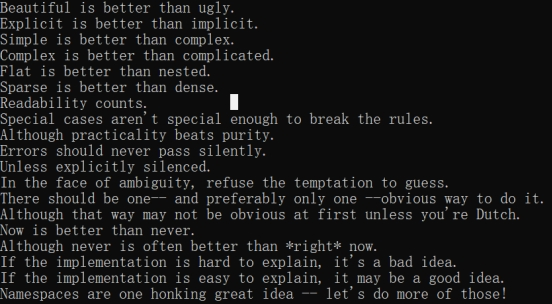 Beautiful is better than ugly.
Explicit is better than implicit.
Simple is better than complex.
Complex is better than complicated.
Flat is better than nested.
Sparse is better than dense.
Readability counts.
Special cases aren't special enough to break the rules.
Although practicality beats purity.
Errors should never pass silently.
Unless explicitly silenced.
In the face of ambiguity, refuse the temptation to guess.
There should be one-- and preferably only one --obvious way to do it.
Although that way may not be obvious at first unless you're Dutch.
Now is better than never.
Although never is often better than *right* now.
If the implementation is hard to explain, it's a bad idea.
If the implementation is easy to explain, it may be a good idea.
Namespaces are one honking great idea -- let's do more of those!